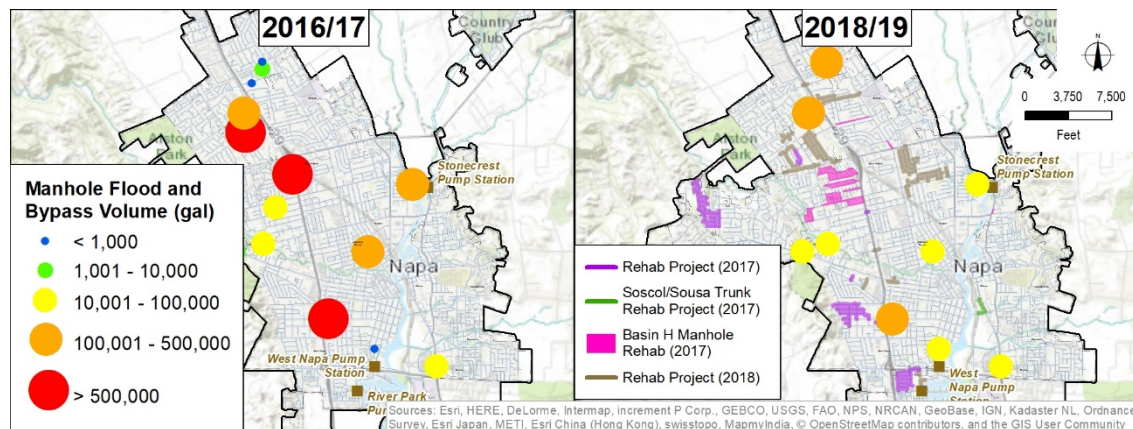 2016/17
Country
Club
Alston
Park
Stonecrest
Pump Station
Napa
West Napa Pump
Station
River Park
Pu
Manhole Flood and
Bypass Volume (gal)
< 1,000
1,001 - 10,000
10,001 - 100,000
100,001 - 500,000
> 500,000
2018/19
Cou
Cl
Alston
Park
Stonecrest
Pump Station
Napa
West
Napa Pump
Station
Rehab Project (2017)
Soscol/Sousa Trunk
Rehab Project (2017)
Basin H Manhole
Rehab (2017)
Rehab Project (2018)
N
0 3,750 7,500
Feet
Sources: Esri, HERE, DeLorme, Intermap, increment P Corp., GEBCO, USGS, FAO, NPS, NRCAN, GeoBase, IGN, Kadaster NL, Ordnance
Survey, Esri Japan, METI, Esri China (Hong Kong), swisstopo, MapmyIndia, © OpenStreetMap contributors, and the GIS User Community